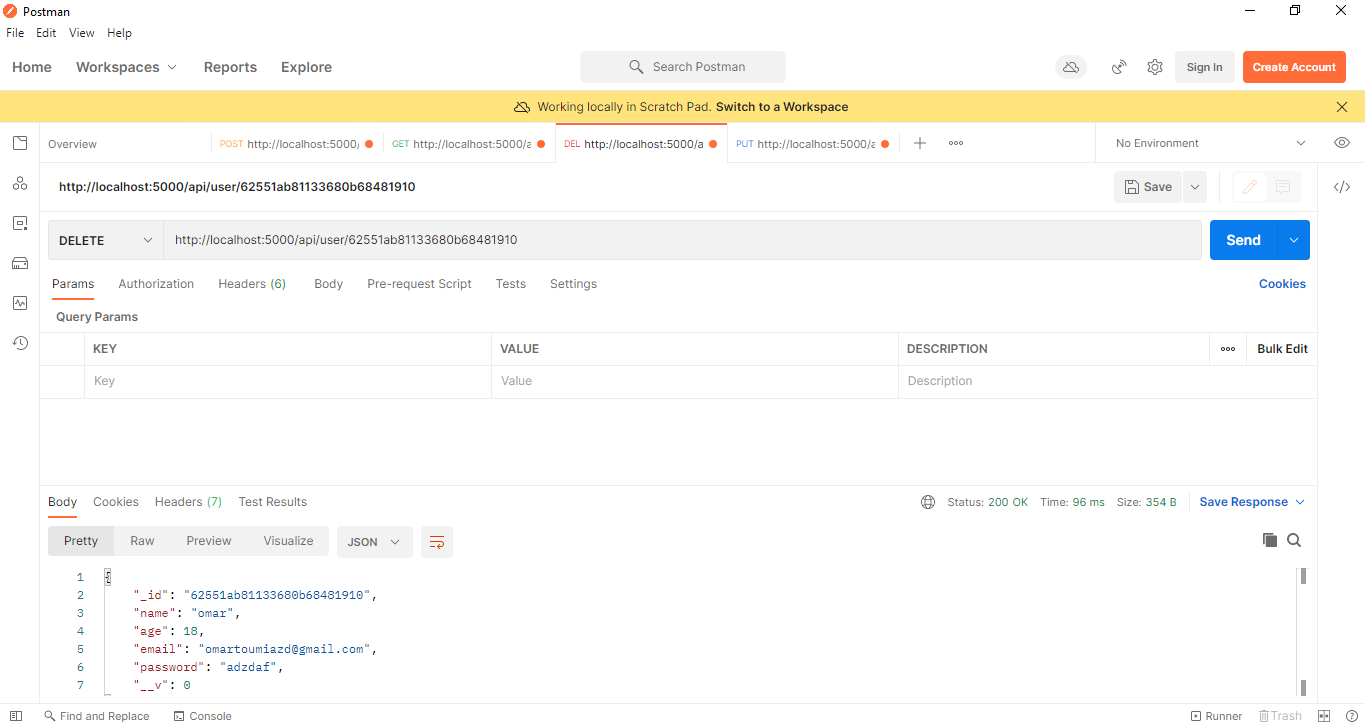 Postman
File Edit View Help
Home Workspaces Reports Explore Search Postman Sign In Create Account
Working locally in Scratch Pad. Switch to a Workspace
Overview POST http://localhost:5000/ GET http://localhost:5000/a DEL http://localhost:5000/a PUT http://localhost:5000/a No Environment
http://localhost:5000/api/user/62551ab81133680b68481910 Save
DELETE http://localhost:5000/api/user/62551ab81133680b68481910 Send
Params Authorization Headers (6) Body Pre-request Script Tests Settings Cookies
Query Params
KEY VALUE DESCRIPTION Bulk Edit
Key Value Description
Body Cookies Headers (7) Test Results Status: 200 OK Time: 96 ms Size: 354 B Save Response
Pretty Raw Preview Visualize JSON
1 {
2 "_id": "62551ab81133680b68481910",
3 "name": "omar",
4 "age": 18,
5 "email": "omartoumiazd@gmail.com",
6 "password": "adzdaf",
7 "__v": 0
Find and Replace Console Runner Trash